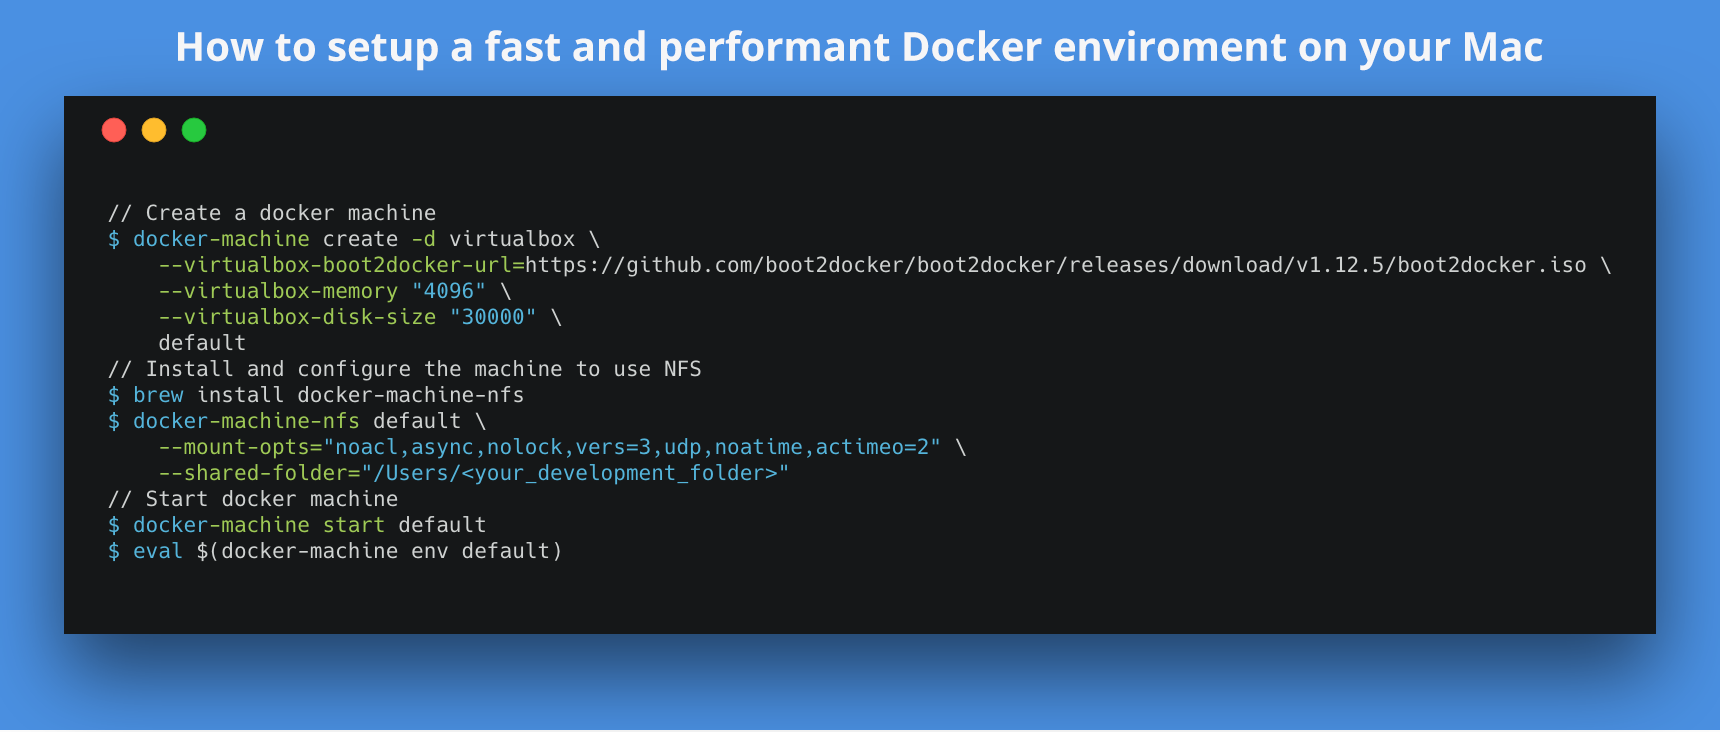 How to setup a fast and performant Docker enviroment on your Mac
// Create a docker machine
$ docker-machine create -d virtualbox \
    --virtualbox-boot2docker-url=https://github.com/boot2docker/boot2docker/releases/download/v1.12.5/boot2docker.iso \
    --virtualbox-memory "4096" \
    --virtualbox-disk-size "30000" \
    default
// Install and configure the machine to use NFS
$ brew install docker-machine-nfs
$ docker-machine-nfs default \
    --mount-opts="noacl,async,nolock,vers=3,udp,noatime,actimeo=2" \
    --shared-folder="/Users/<your_development_folder>"
// Start docker machine
$ docker-machine start default
$ eval $(docker-machine env default)